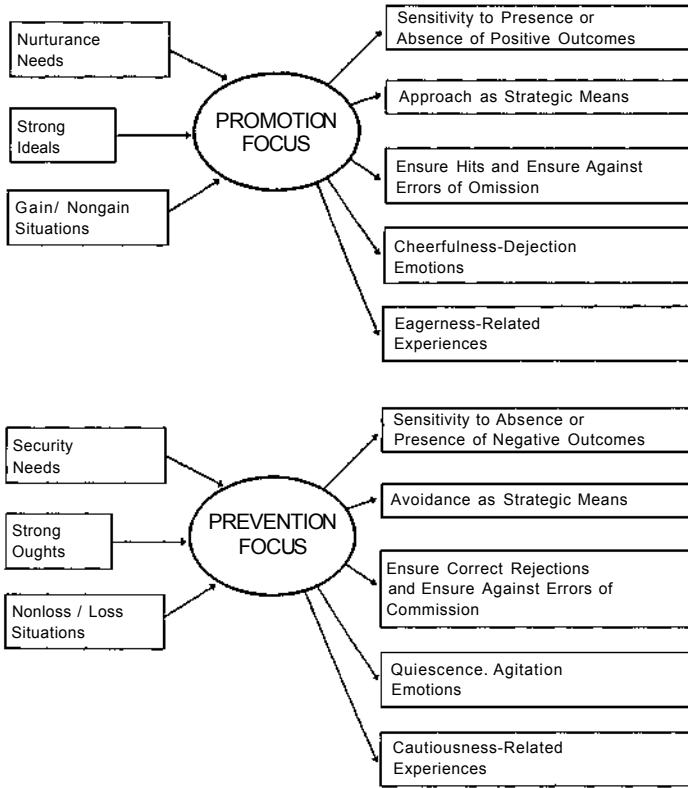 Nurturance
Needs
Strong
Ideals
Gain/ Nongain
Situations
PROMOTION
FOCUS
Sensitivity to Presence or
Absence of Positive Outcomes
Approach as Strategic Means
Ensure Hits and Ensure Against
Errors of Omission
Cheerfulness-Dejection
Emotions
Eagerness-Related
Experiences
Security
Needs
Strong
Oughts
Nonloss / Loss
Situations
PREVENTION
FOCUS
Sensitivity to Absence or
Presence of Negative Outcomes
Avoidance as Strategic Means
Ensure Correct Rejections
and Ensure Against Errors of
Commission
Quiescence. Agitation
Emotions
Cautiousness-Related
Experiences